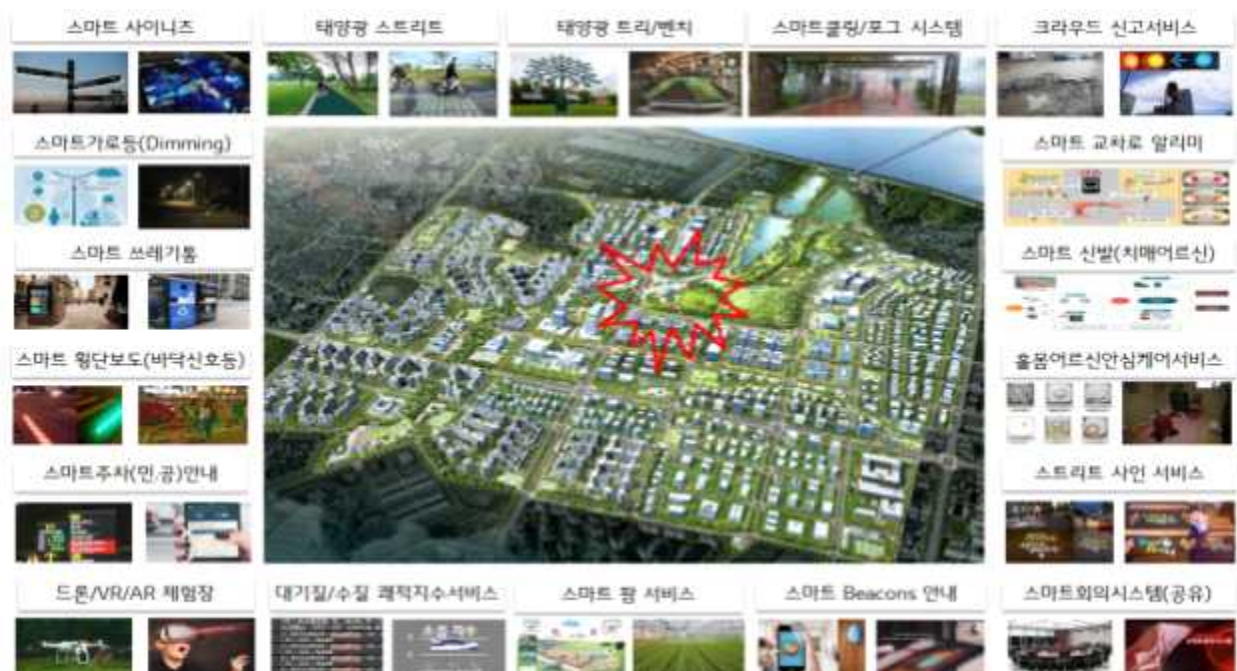 스마트 사이니즈
태양광 스트리트
태양광 트리/벤치
스마트쿨링/포그 시스템
크라우드 신고서비스
스마트가로등(Dimming)
스마트 교차로 알리미
스마트 쓰레기통
스마트 신발(치매어르신)
스마트 횡단보도(바닥신호등)
홀몸어르신안심케어서비스
스마트주차(민.공)안내
스트리트 사인 서비스
드론/VR/AR 체험장
대기질/수질 쾌적지수서비스
스마트 팜 서비스
스마트 Beacons 안내
스마트회의시스템(공유)